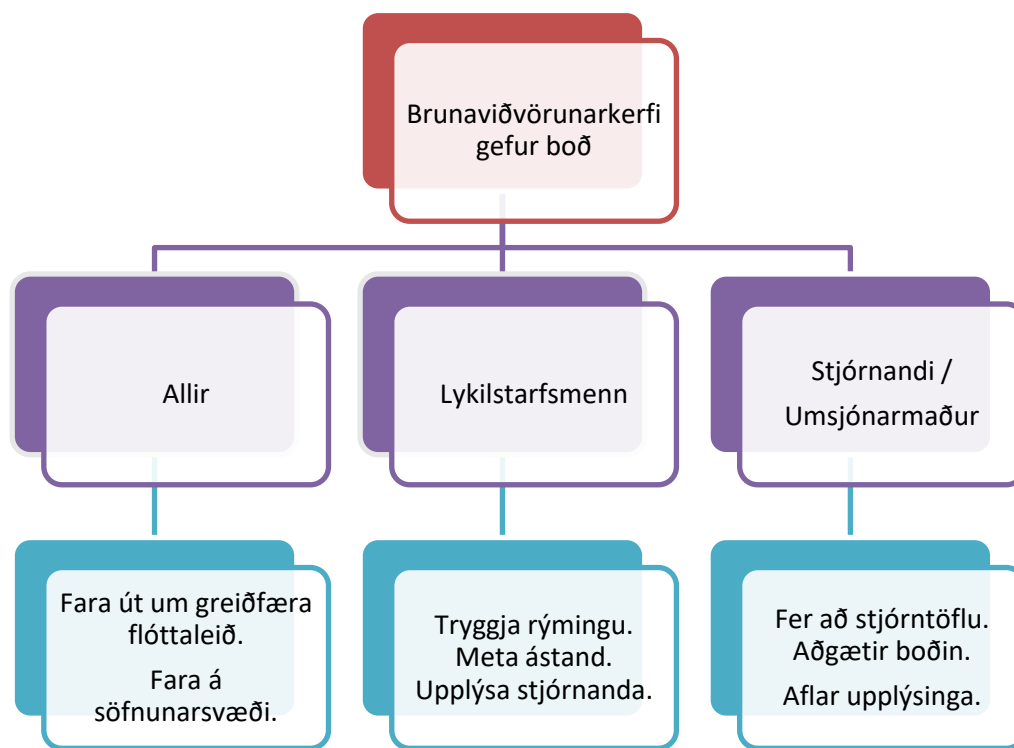 Brunaviðvörunarkerfi
gefur boð
Allir
Lykilstarfsmenn
Stjórnandi /
Umsjónarmaður
Fara út um greiðfæra
flóttaleið.
Fara á
söfnunarsvæði.
Tryggja rýmingu.
Meta ástand.
Upplýsa stjórnanda.
Fer að stjórntöflu.
Aðgætir boðin.
Aflar upplýsinga.